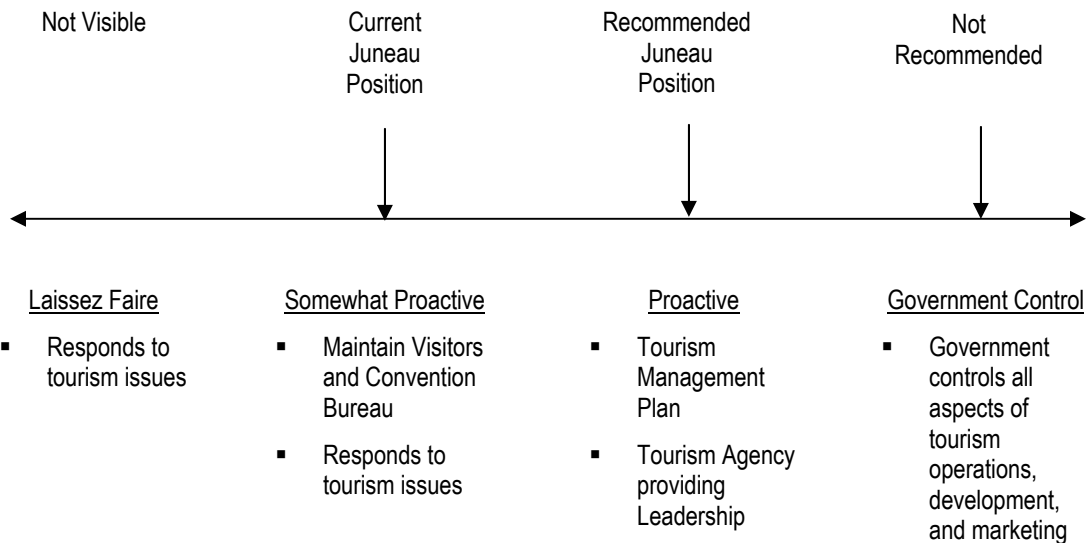 Not Visible
Current
Juneau
Position
Recommended
Juneau
Position
Not
Recommended
Laissez Faire
▪ Responds to
tourism issues
Somewhat Proactive
▪ Maintain Visitors
and Convention
Bureau
▪ Responds to
tourism issues
Proactive
▪ Tourism
Management
Plan
▪ Tourism Agency
providing
Leadership
Government Control
▪ Government
controls all
aspects of
tourism
operations,
development,
and marketing